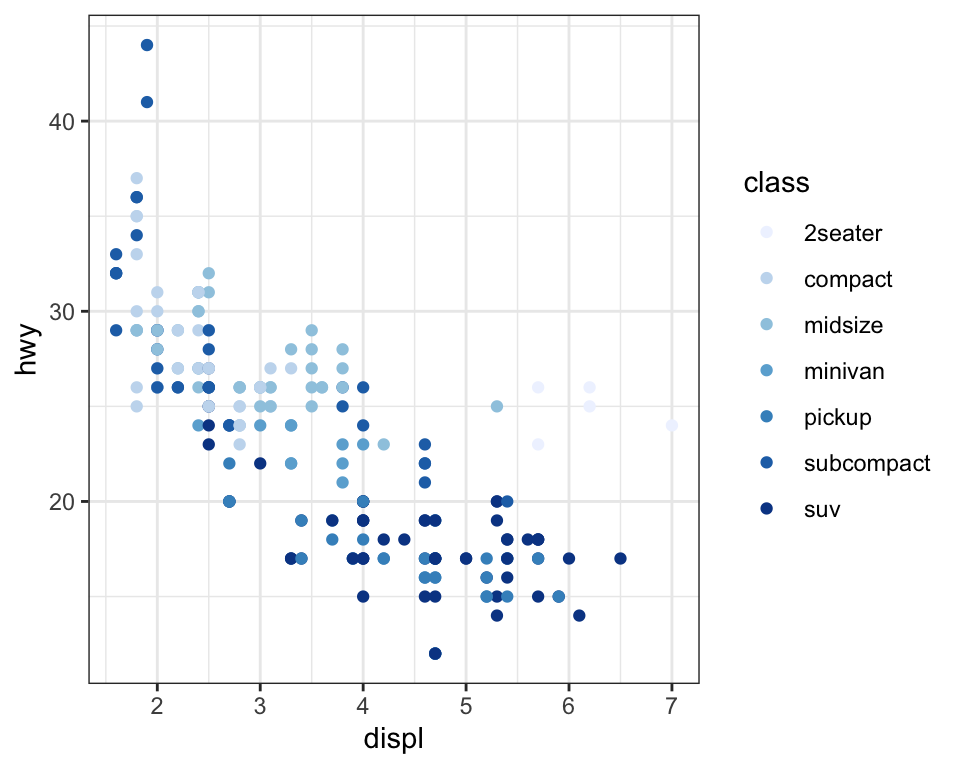 40
30
20
hwy
2 3 4 5 6 7
displ
class
2seater
compact
midsize
minivan
pickup
subcompact
suv